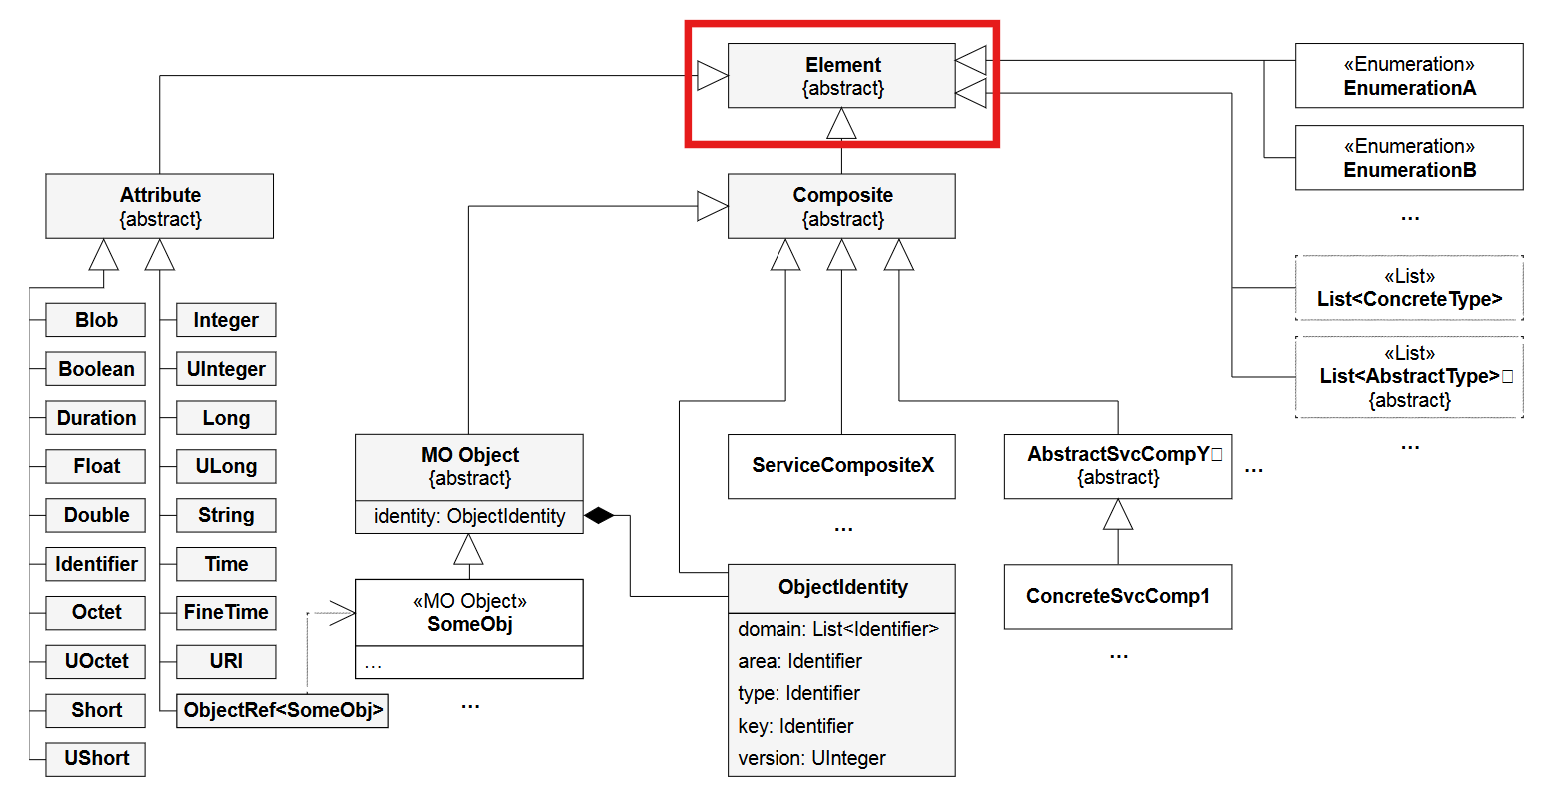 Element
{abstract}
«Enumeration»
EnumerationA
«Enumeration»
EnumerationB
...
Attribute
{abstract}
Composite
{abstract}
«List»
List<ConcreteType>
«List»
List<AbstractType>
{abstract}
...
Blob
Boolean
Duration
Float
Double
Identifier
Octet
UOctet
Short
UShort
Integer
UInteger
Long
ULong
String
Time
FineTime
URI
ObjectRef<SomeObj>
MO Object
{abstract}
identity: ObjectIdentity
«MO Object»
SomeObj
...
...
ServiceCompositeX
...
ObjectIdentity
domain: List<Identifier>
area: Identifier
type: Identifier
key: Identifier
version: UInteger
AbstractSvcCompY
{abstract}
...
ConcreteSvcComp1
...